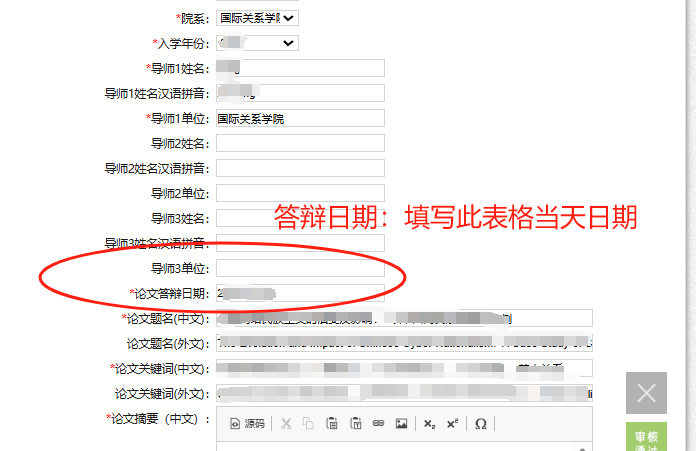 *院系： 国际关系学院
*入学年份：
*导师1姓名：
导师1姓名汉语拼音：
*导师1单位： 国际关系学院
导师2姓名：
导师2姓名汉语拼音：
导师2单位：
导师3姓名：
答辩日期：填写此表格当天日期
导师3姓名汉语拼音：
导师3单位：
*论文答辩日期： 2
*论文题名(中文)：
论文题名(外文)：
*论文关键词(中文)：
论文关键词(外文)：
*论文摘要（中文）： 源码
审核
通过